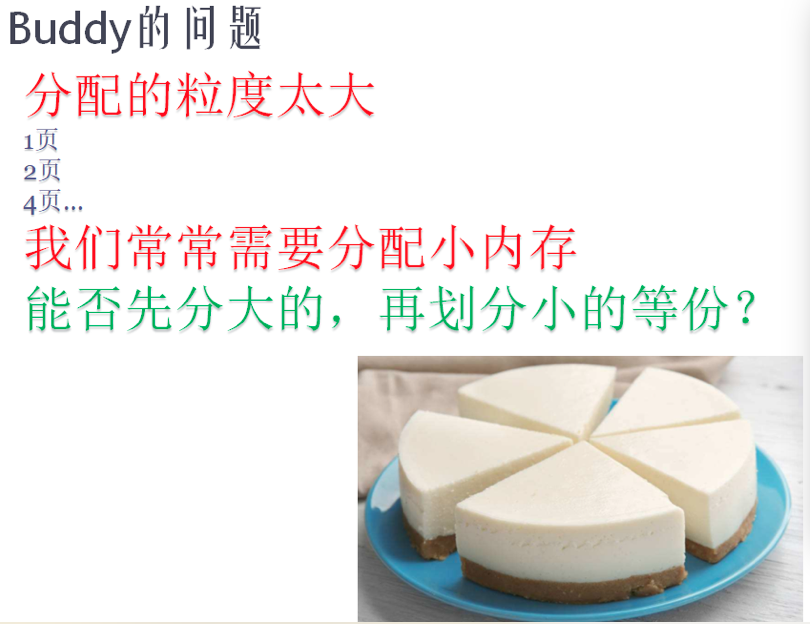 Buddy的问题
分配的粒度太大
1页
2页
4页...
我们常常需要分配小内存
能否先分大的，再划分小的等份？